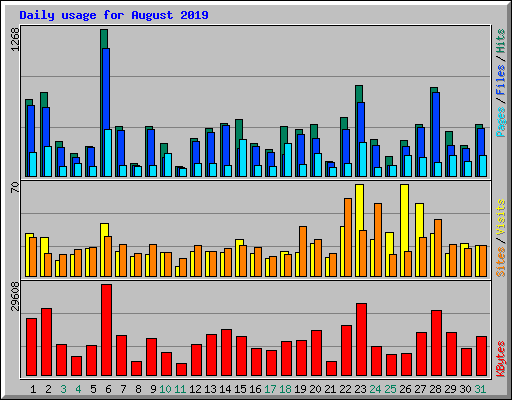 Daily usage for August 2019
1268
Pages / Files / Hits
70
Sites / Visits
29608
KBytes
1 2 3 4 5 6 7 8 9 10 11 12 13 14 15 16 17 18 19 20 21 22 23 24 25 26 27 28 29 30 31